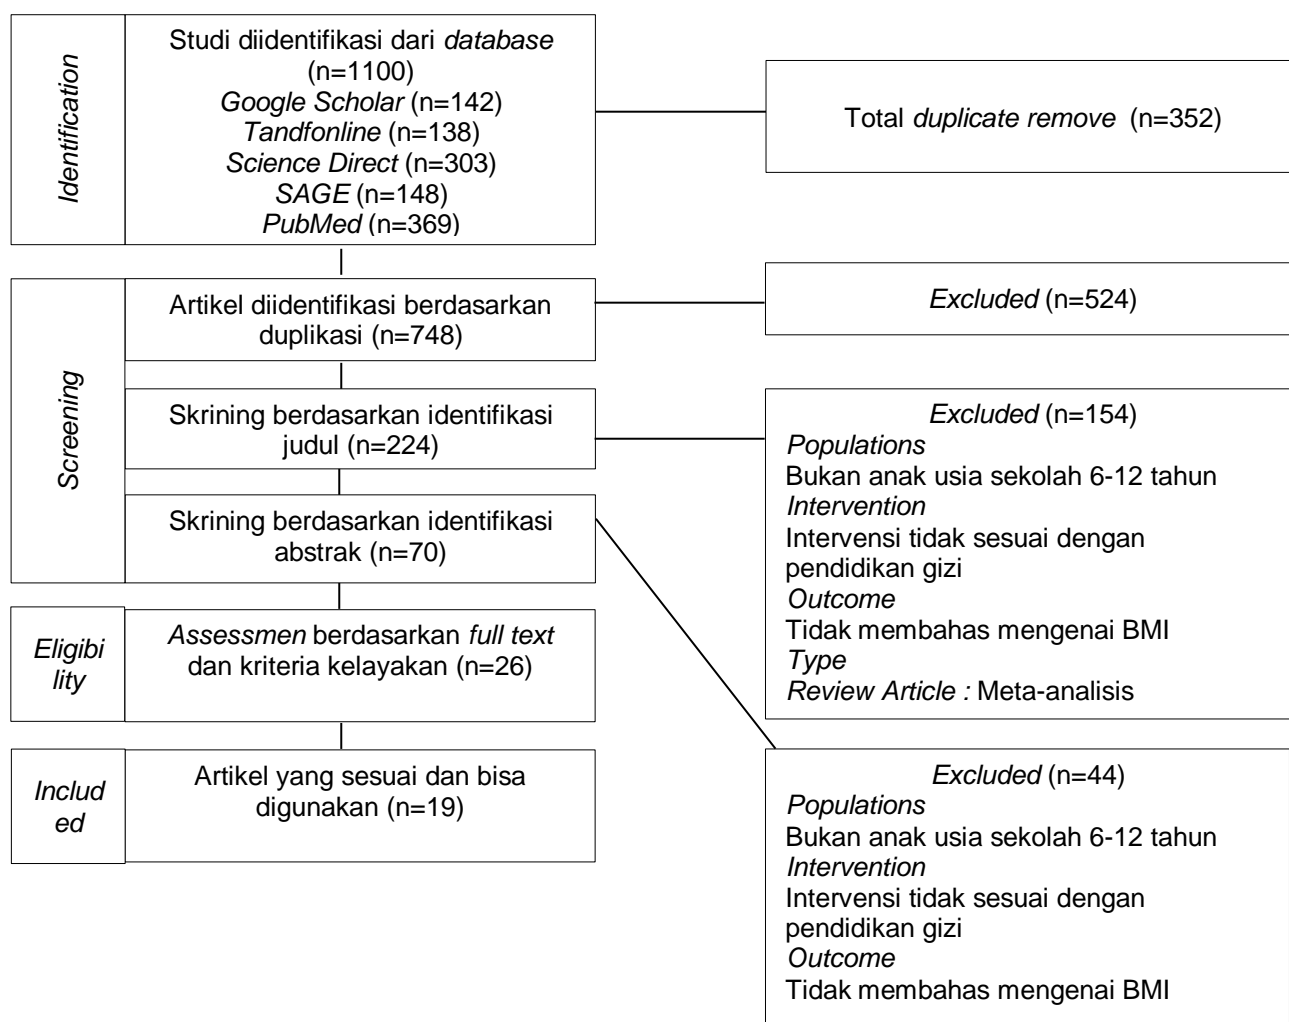 Identification
Studi diidentifikasi dari database
(n=1100)
Google Scholar (n=142)
Tandfonline (n=138)
Science Direct (n=303)
SAGE (n=148)
PubMed (n=369)
Total duplicate remove (n=352)
Screening
Artikel diidentifikasi berdasarkan
duplikasi (n=748)
Excluded (n=524)
Skrining berdasarkan identifikasi
judul (n=224)
Excluded (n=154)
Populations
Bukan anak usia sekolah 6-12 tahun
Intervention
Intervensi tidak sesuai dengan
pendidikan gizi
Outcome
Tidak membahas mengenai BMI
Type
Review Article : Meta-analisis
Skrining berdasarkan identifikasi
abstrak (n=70)
Eligibi
lity
Assessmen berdasarkan full text
dan kriteria kelayakan (n=26)
Includ
ed
Artikel yang sesuai dan bisa
digunakan (n=19)
Excluded (n=44)
Populations
Bukan anak usia sekolah 6-12 tahun
Intervention
Intervensi tidak sesuai dengan
pendidikan gizi
Outcome
Tidak membahas mengenai BMI